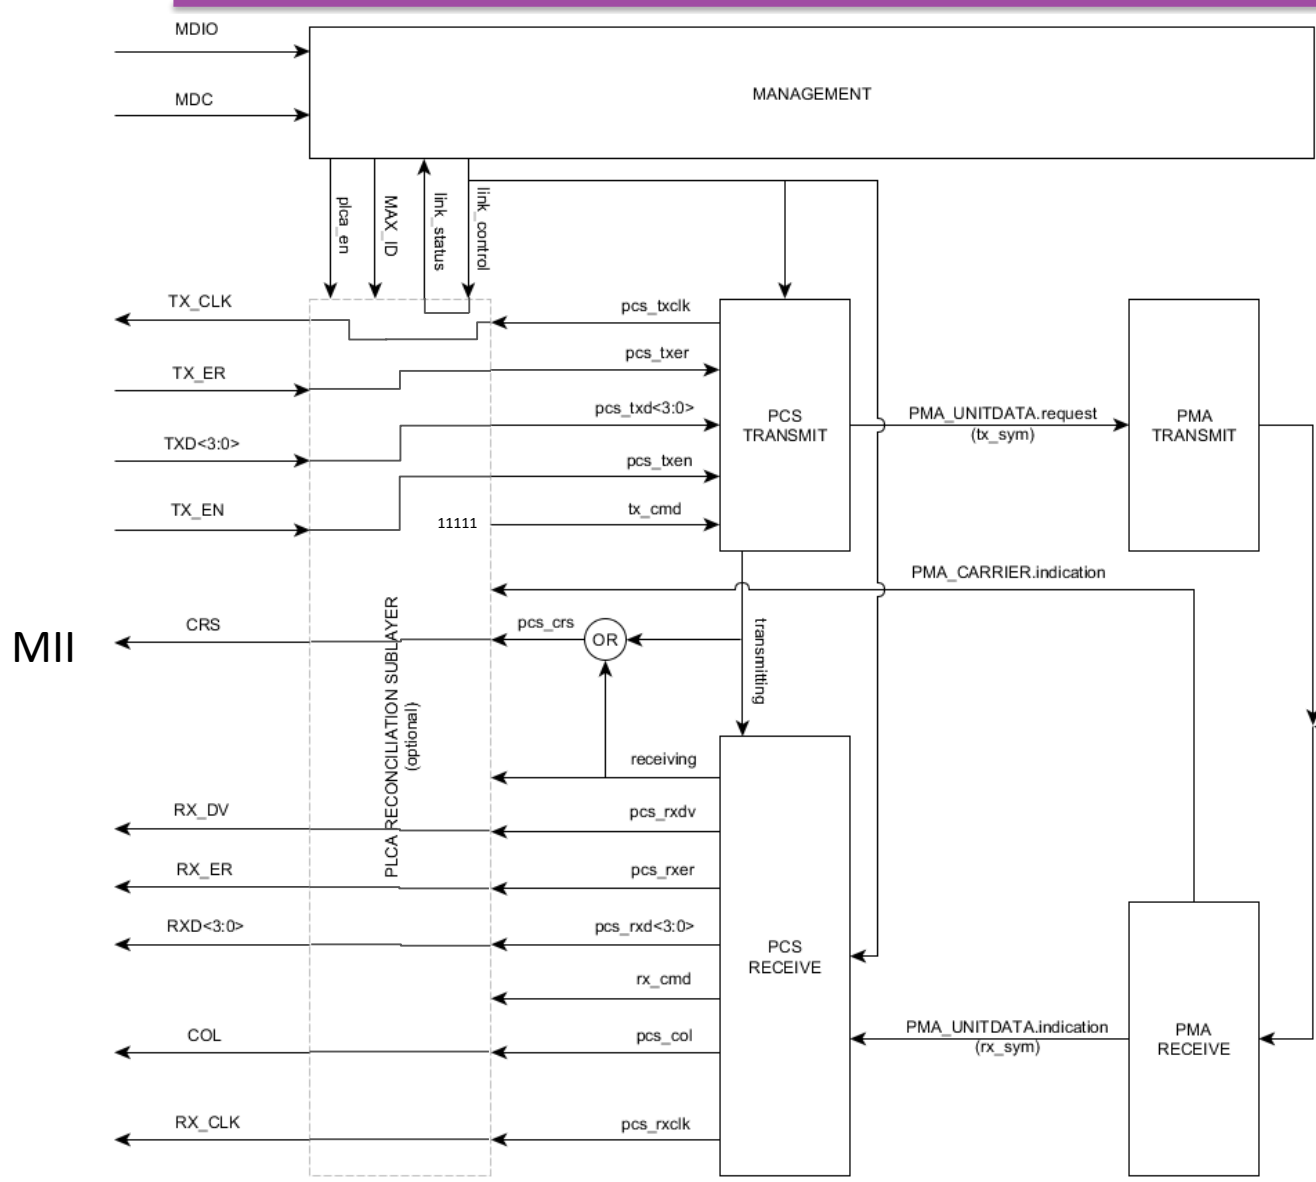 MDIO
MDC
MANAGEMENT
plca_en
MAX_ID
link_status
link_control
TX_CLK
pcs_txclk
TX_ER
pcs_txer
TXD<3:0>
pcs_txd<3:0>
PCS
TRANSMIT
PMA_UNITDATA.request
(tx_sym)
PMA
TRANSMIT
TX_EN
pcs_txen
11111
tx_cmd
PMA_CARRIER.indication
MII
CRS
pcs_crs
OR
transmitting
PLCA RECONCILIATION SUBLAYER
(optional)
receiving
RX_DV
pcs_rxdv
RX_ER
pcs_rxer
RXD<3:0>
pcs_rxd<3:0>
PCS
RECEIVE
rx_cmd
COL
pcs_col
PMA_UNITDATA.indication
(rx_sym)
PMA
RECEIVE
RX_CLK
pcs_rxclk